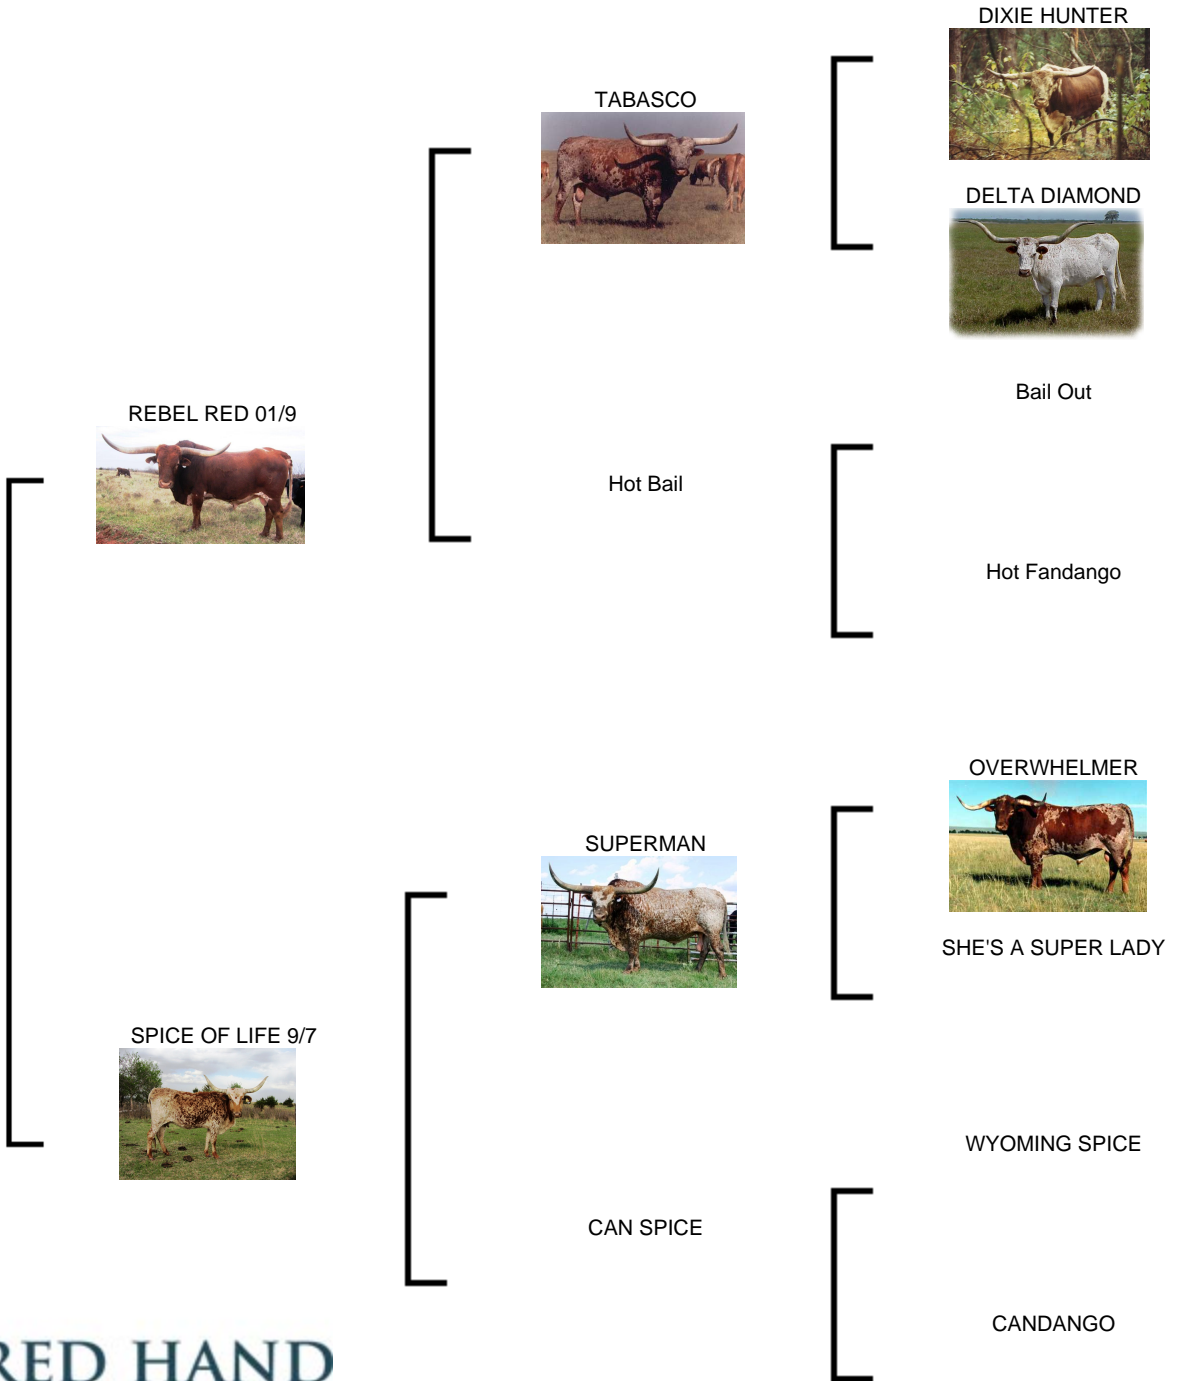 DIXIE HUNTER
TABASCO
DELTA DIAMOND
Bail Out
REBEL RED 01/9
Hot Bail
Hot Fandango
OVERWHELMER
SUPERMAN
SHE'S A SUPER LADY
SPICE OF LIFE 9/7
WYOMING SPICE
CAN SPICE
CANDANGO
RED HAND